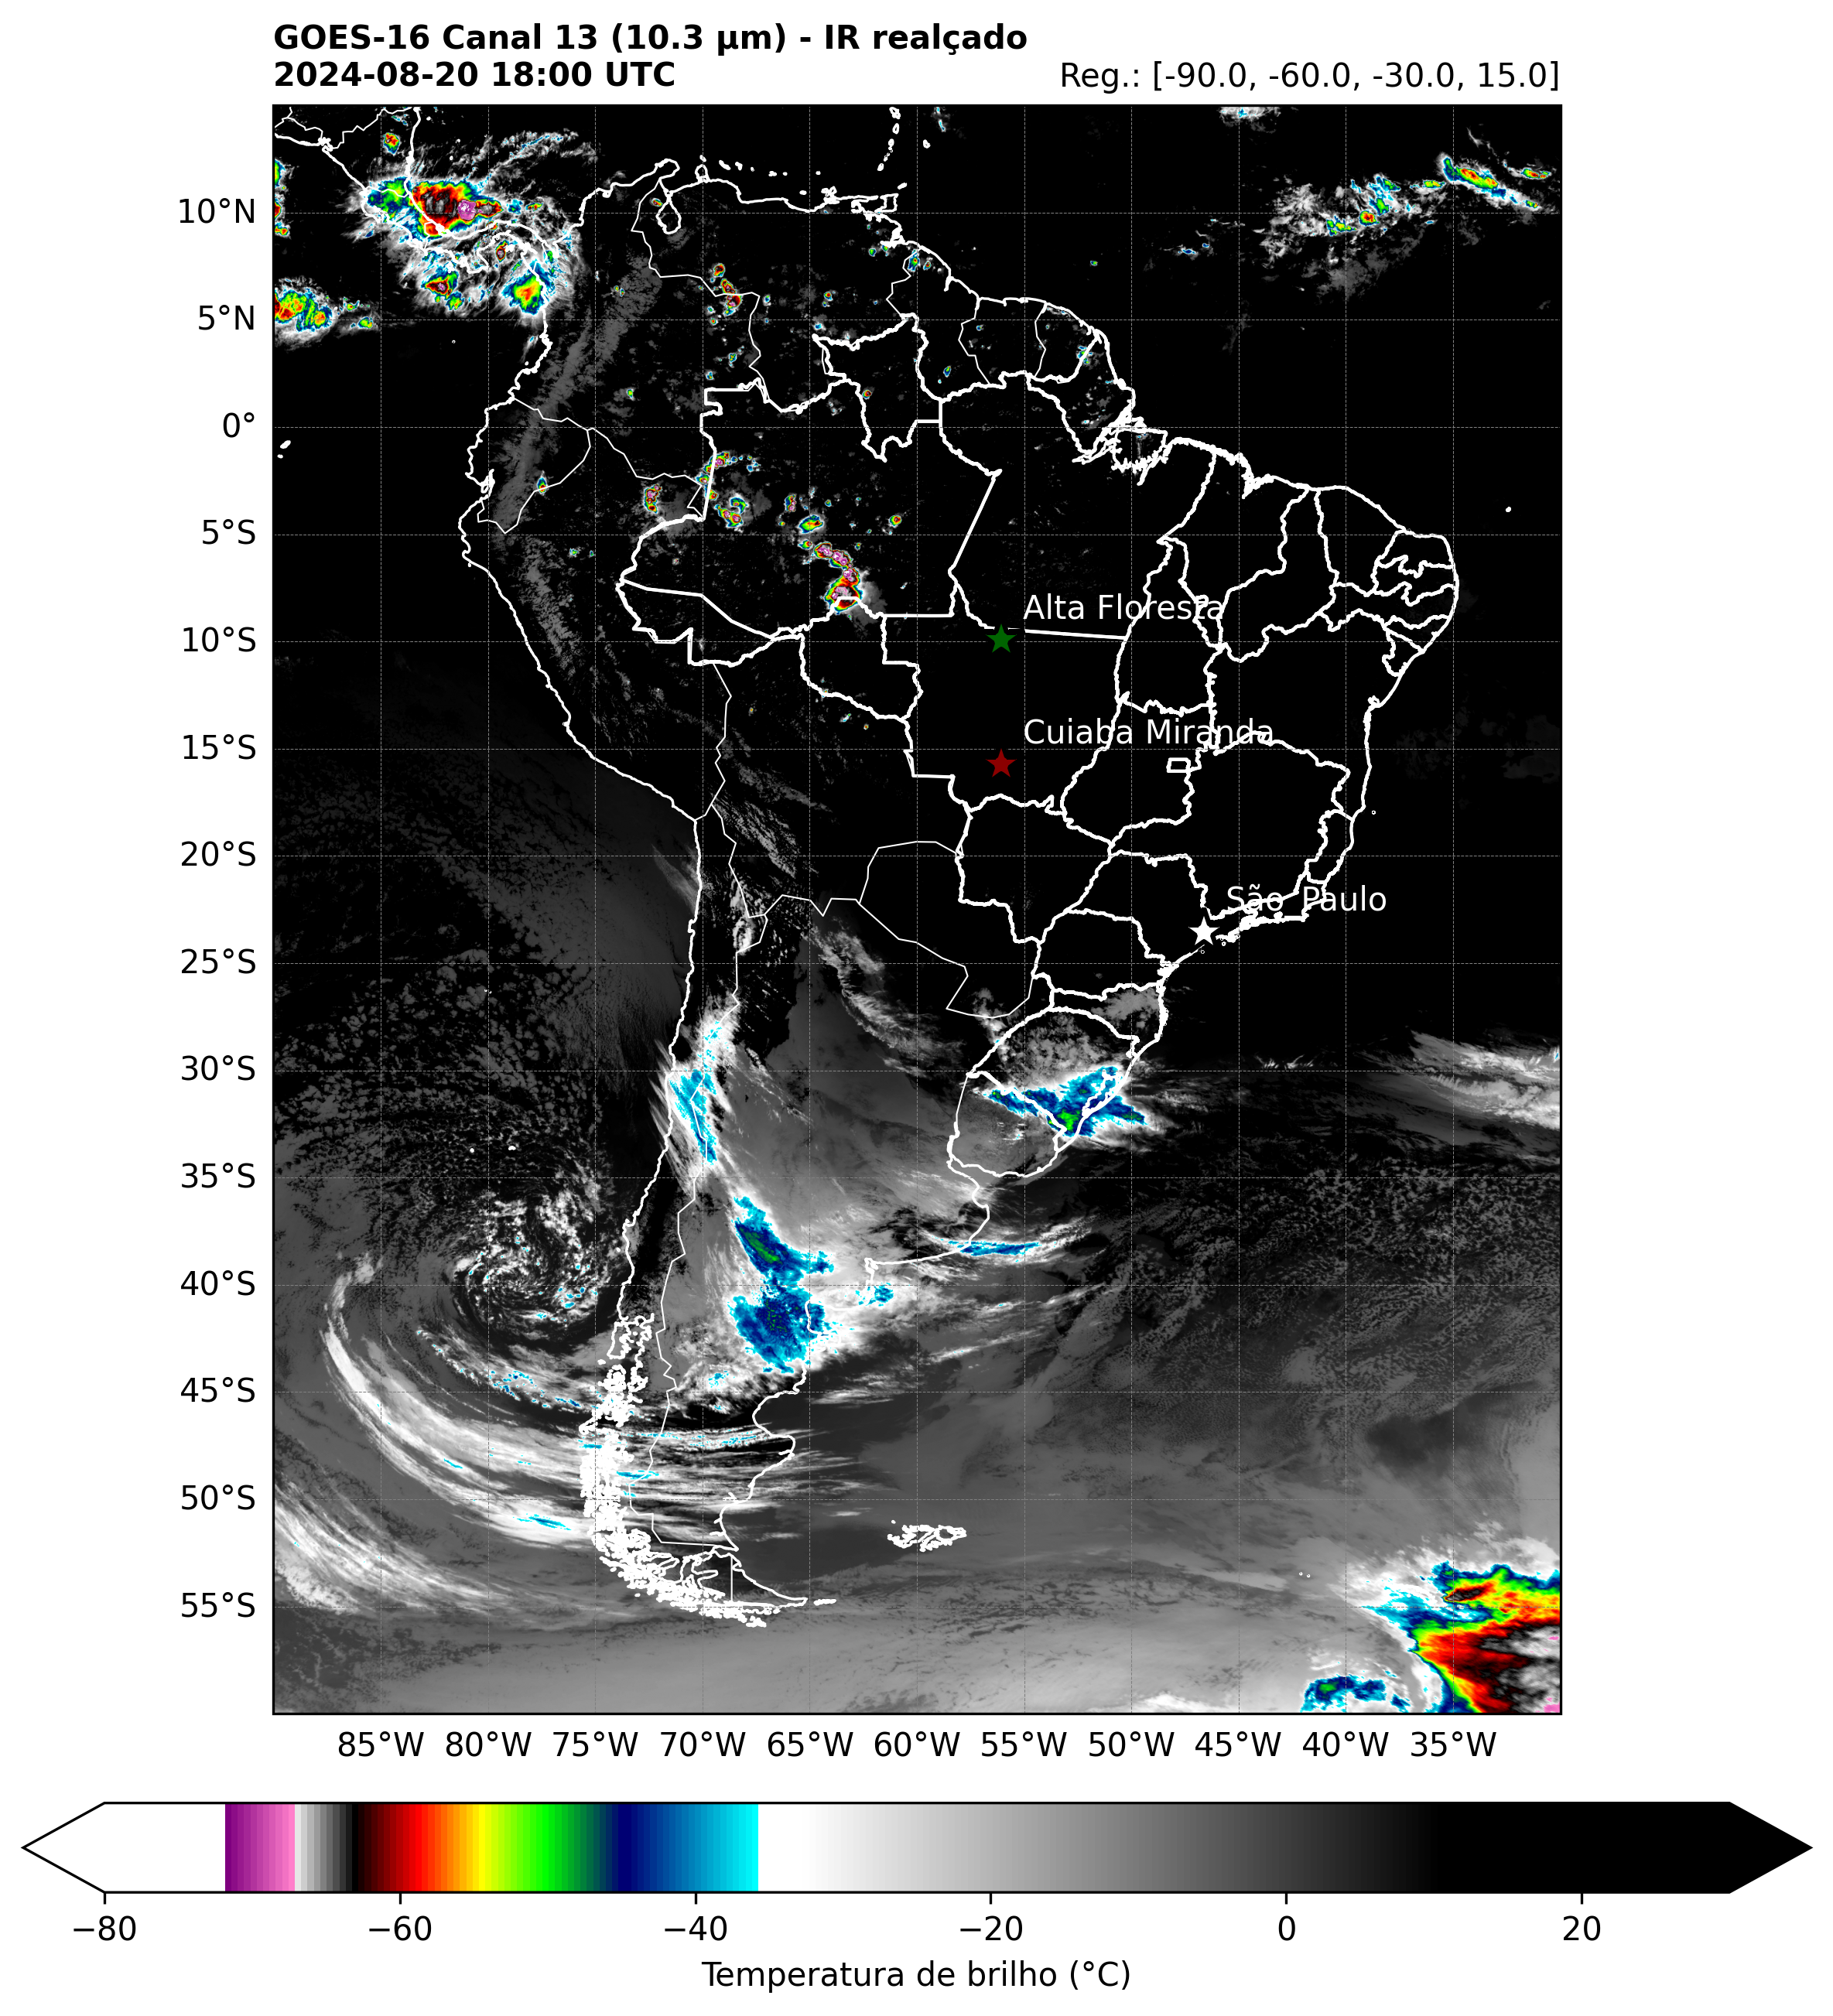 GOES-16 Canal 13 (10.3 µm) - IR realçado
2024-08-20 18:00 UTC
Reg.: [-90.0, -60.0, -30.0, 15.0]
10°N
5°N
0°
5°S
10°S
15°S
20°S
25°S
30°S
35°S
40°S
45°S
50°S
55°S
Alta Floresta
Cuiaba Miranda
São Paulo
85°W 80°W 75°W 70°W 65°W 60°W 55°W 50°W 45°W 40°W 35°W
−80 −60 −40 −20 0 20
Temperatura de brilho (°C)